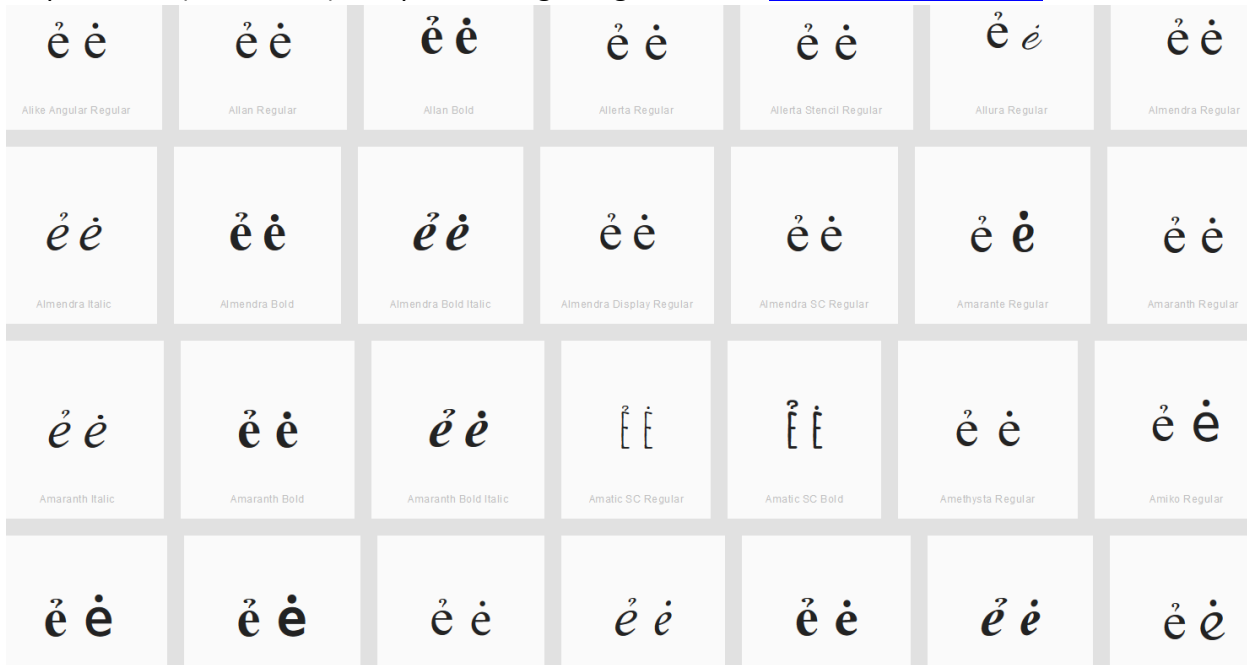 ẻ ė ẻ ė ẻ ė ẻ ė ẻ ė ẻ ė ẻ ė
Alike Angular Regular Allan Regular Allan Bold Allerta Regular Allerta Stencil Regular Allura Regular Almendra Regular
ẻ ė ẻ ė ẻ ė ẻ ė ẻ ė ẻ ė ẻ ė
Almendra Italic Almendra Bold Almendra Bold Italic Almendra Display Regular Almendra SC Regular Amarante Regular Amaranth Regular
ẻ ė ẻ ė ẻ ė Ẻ Ė Ẻ Ė ẻ ė ẻ ė
Amaranth Italic Amaranth Bold Amaranth Bold Italic Amatic SC Regular Amatic SC Bold Amethysta Regular Amiko Regular
ẻ ė ẻ ė ẻ ė ẻ ė ẻ ė ẻ ė ẻ ė